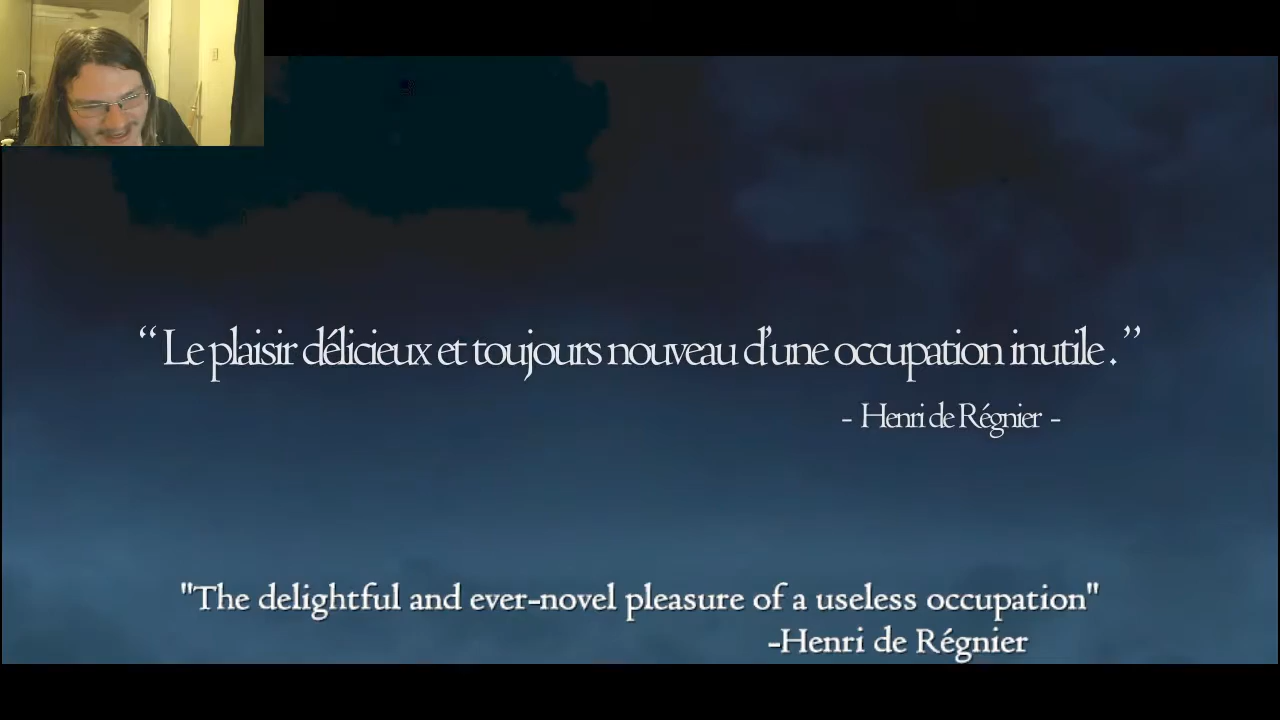 “ Le plaisir délicieux et toujours nouveau d’une occupation inutile . ”
- Henri de Régnier -
"The delightful and ever-novel pleasure of a useless occupation"
-Henri de Régnier